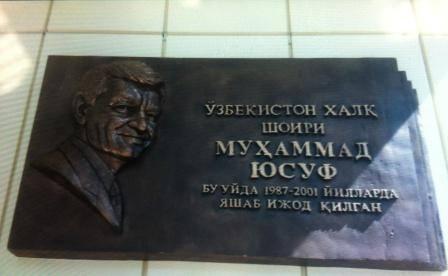 ЎЗБЕКИСТОН ХАЛҚ
ШОИРИ
МУҲАММАД
ЮСУФ
БУ УЙДА 1987-2001 ЙИЛЛАРДА
ЯШАБ ИЖОД ҚИЛГАН